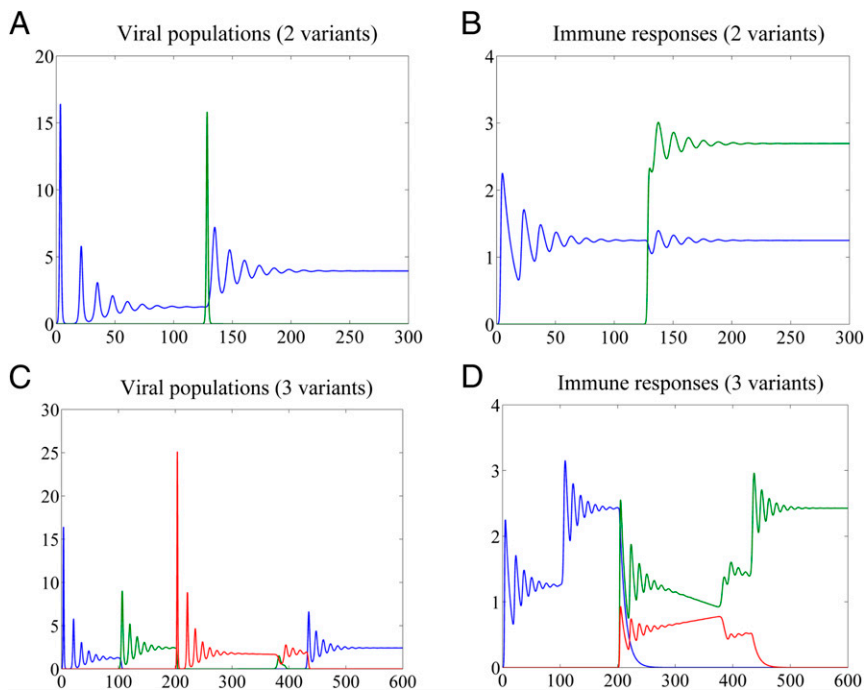 A
Viral populations (2 variants)
20
15
10
5
0
0 50 100 150 200 250 300
B
Immune responses (2 variants)
4
3
2
1
0
0 50 100 150 200 250 300
C
Viral populations (3 variants)
30
25
20
15
10
5
0
0 100 200 300 400 500 600
D
Immune responses (3 variants)
4
3
2
1
0
0 100 200 300 400 500 600